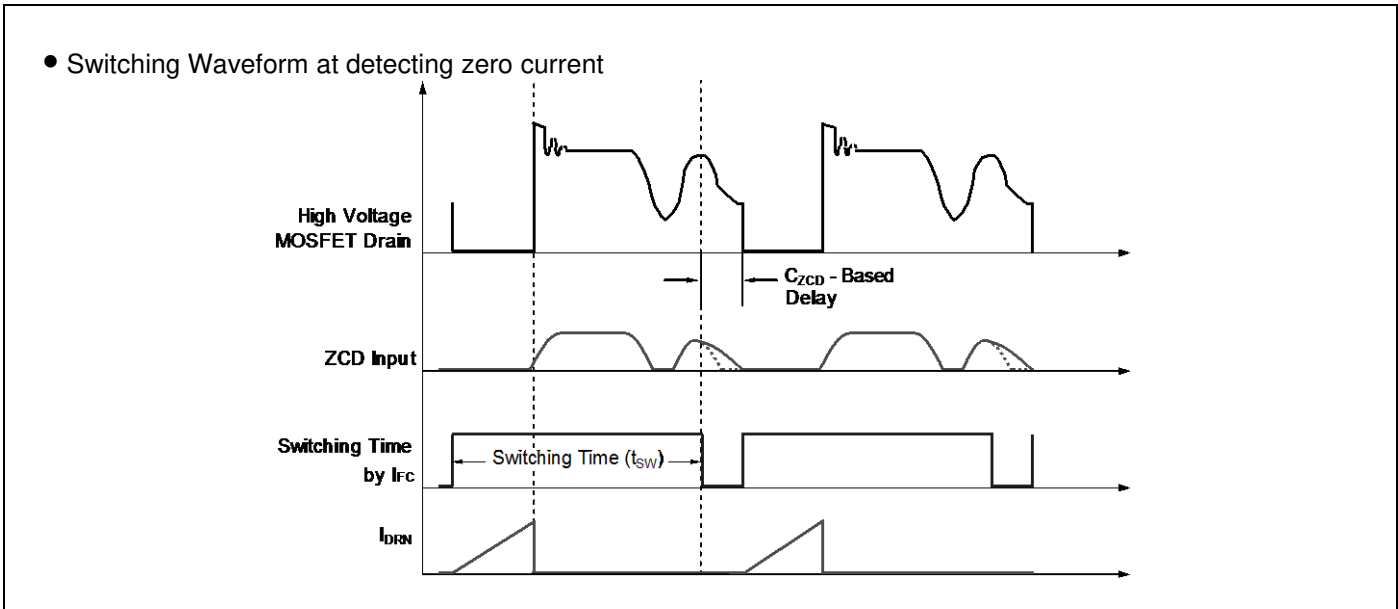 ● Switching Waveform at detecting zero current
High Voltage
MOSFET Drain
CZCD - Based
Delay
ZCD Input
Switching Time
by IFC
Switching Time (tSW)
IDRN